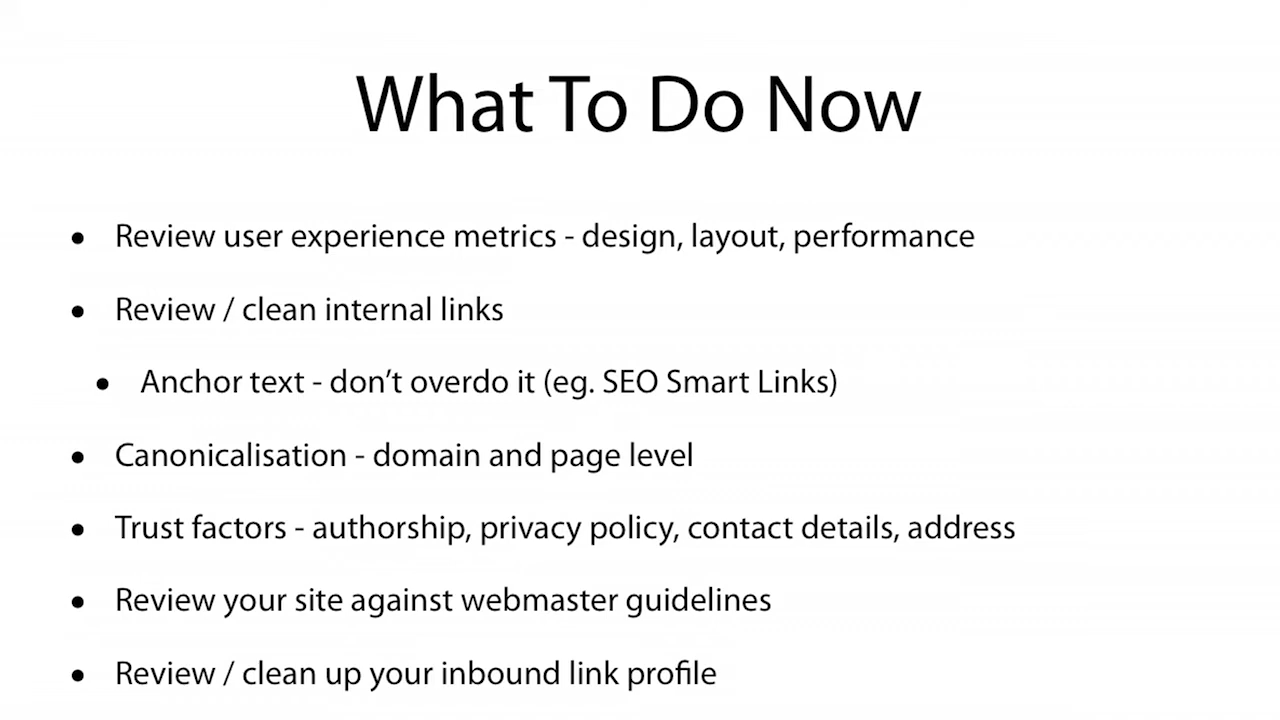 What To Do Now
• Review user experience metrics - design, layout, performance
• Review / clean internal links
• Anchor text - don’t overdo it (eg. SEO Smart Links)
• Canonicalisation - domain and page level
• Trust factors - authorship, privacy policy, contact details, address
• Review your site against webmaster guidelines
• Review / clean up your inbound link profile